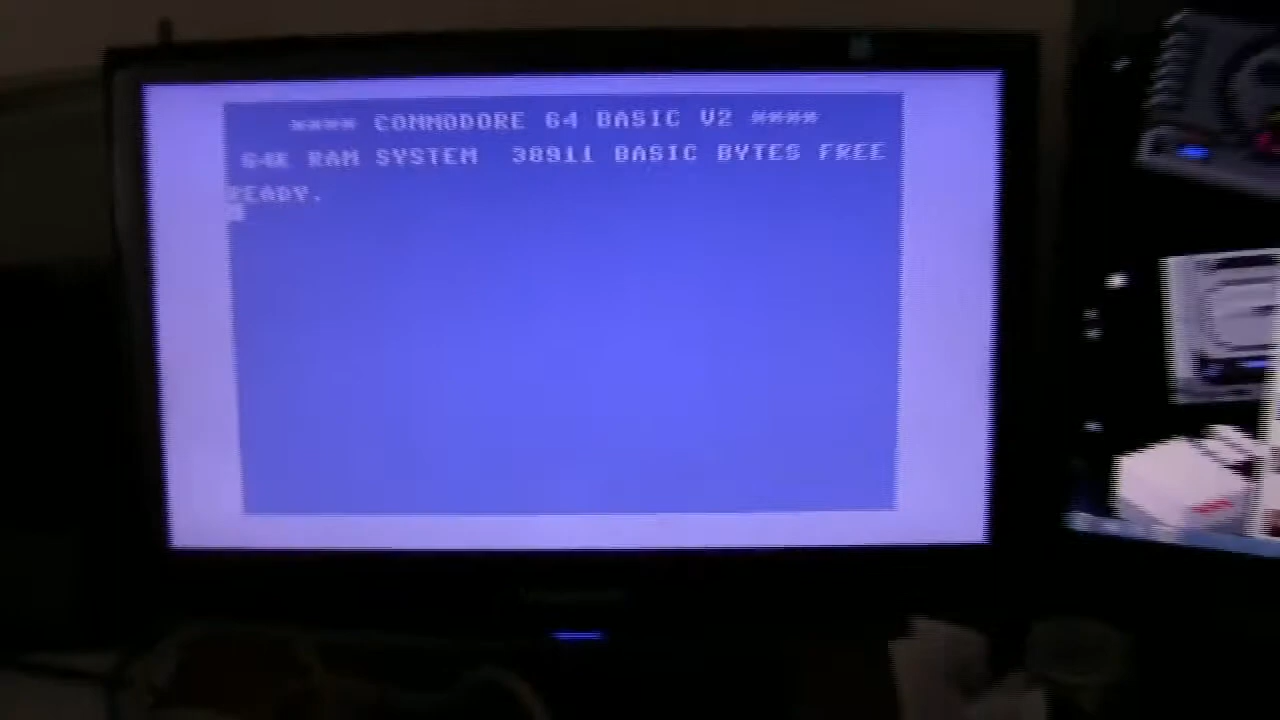 **** COMMODORE 64 BASIC V2 ****
64K RAM SYSTEM 38911 BASIC BYTES FREE
READY.